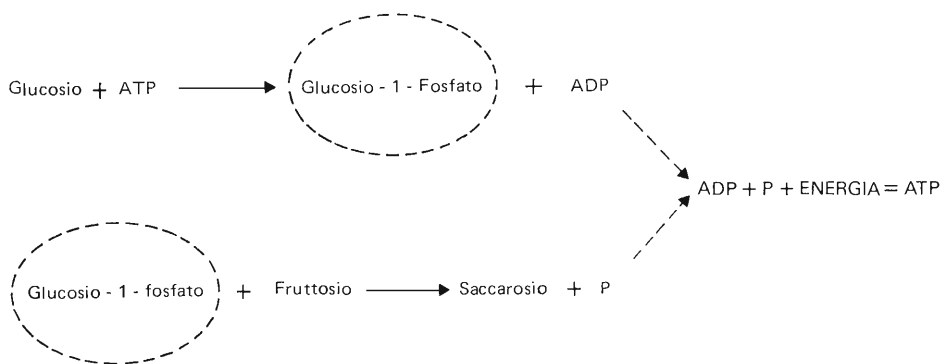 Glucosio + ATP ⟶ Glucosio - 1 - Fosfato + ADP
ADP + P + ENERGIA = ATP
Glucosio - 1 - fosfato + Fruttosio ⟶ Saccarosio + P